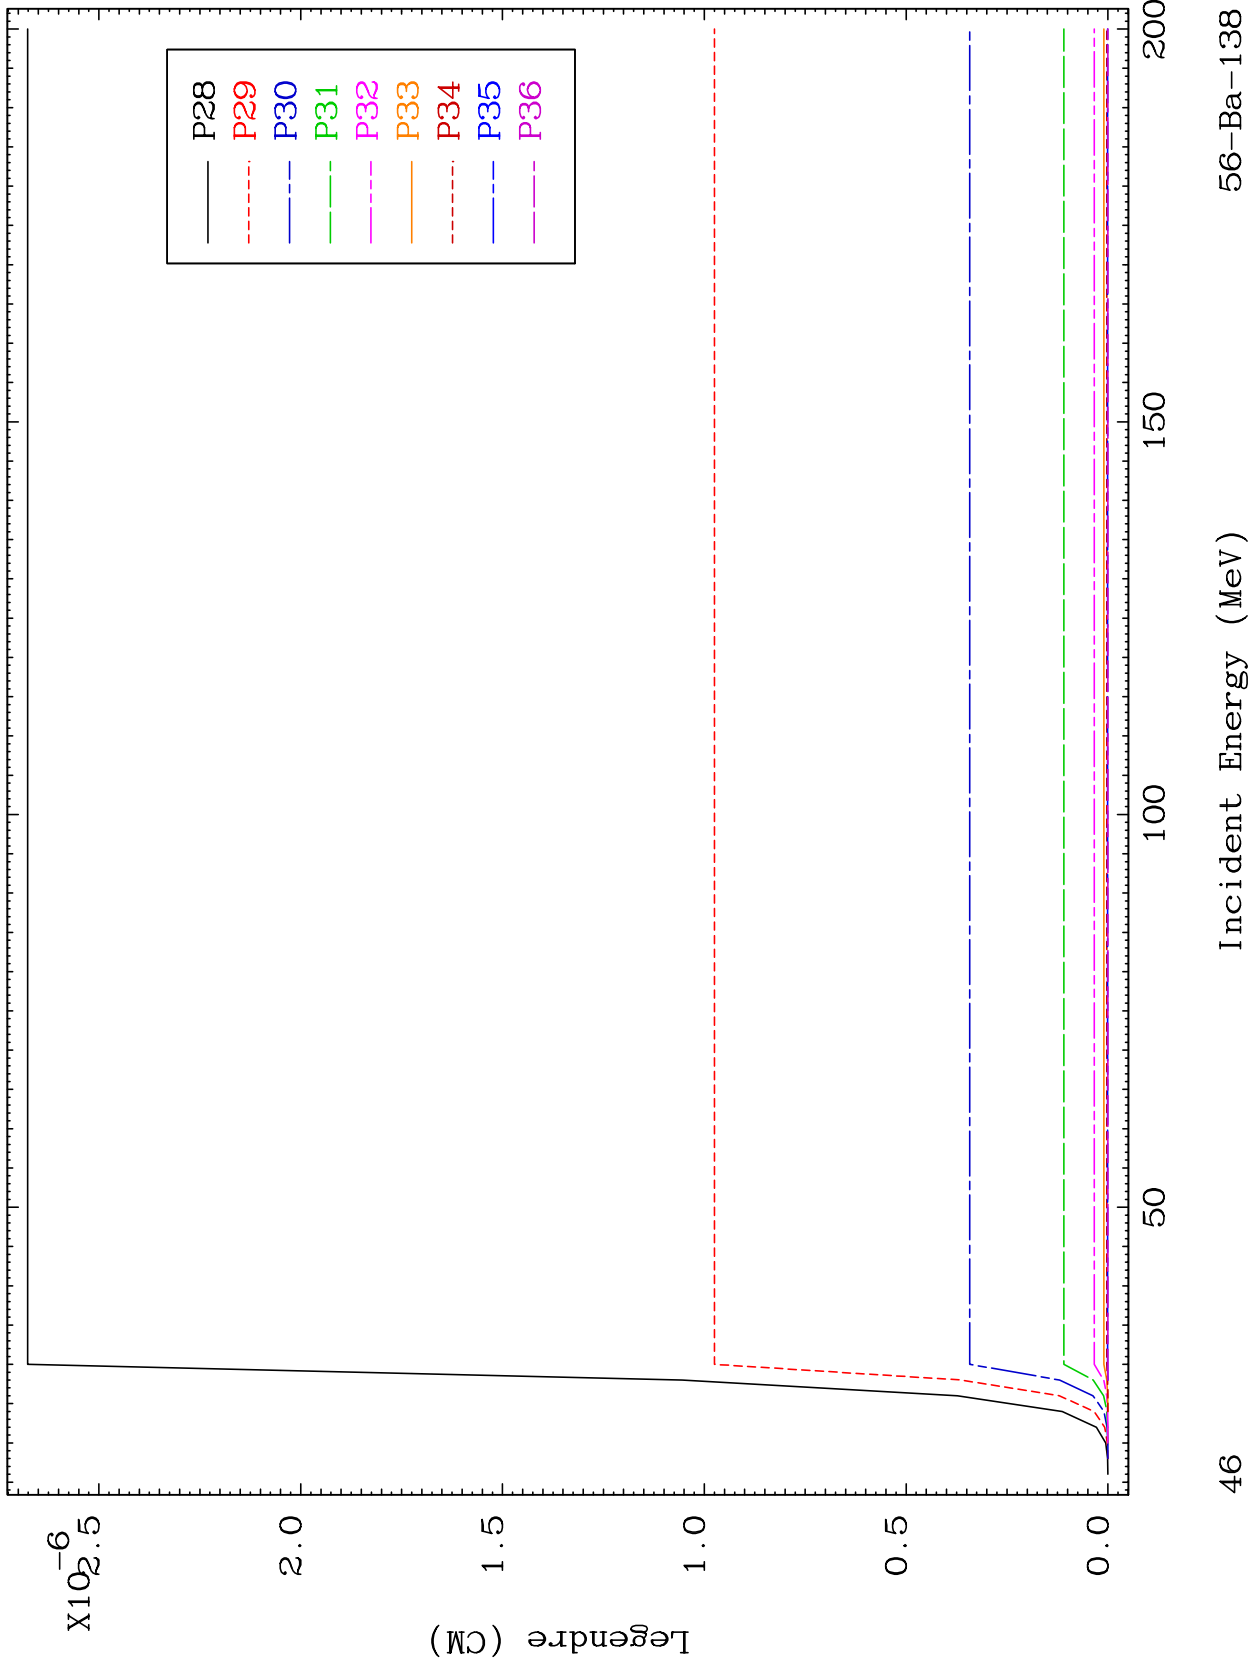 X10-6
2.5
2.0
1.5
1.0
0.5
0.0
Legendre (CM)
P28
P29
P30
P31
P32
P33
P34
P35
P36
50
100
150
200
46
Incident Energy (MeV)
56-Ba-138